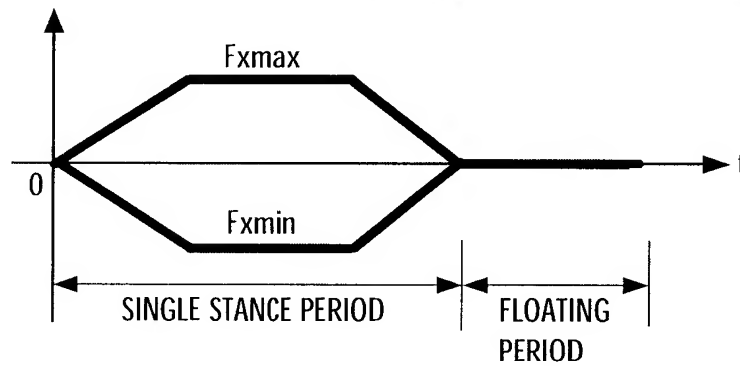 Fxmax
0
t
Fxmin
SINGLE STANCE PERIOD
FLOATING
PERIOD